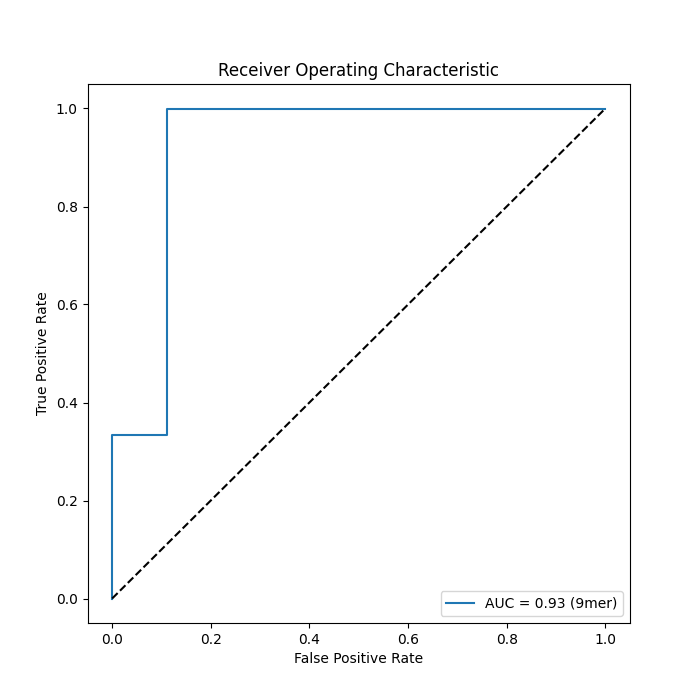 Receiver Operating Characteristic
1.0
0.8
0.6
0.4
0.2
0.0
True Positive Rate
AUC = 0.93 (9mer)
0.0 0.2 0.4 0.6 0.8 1.0
False Positive Rate